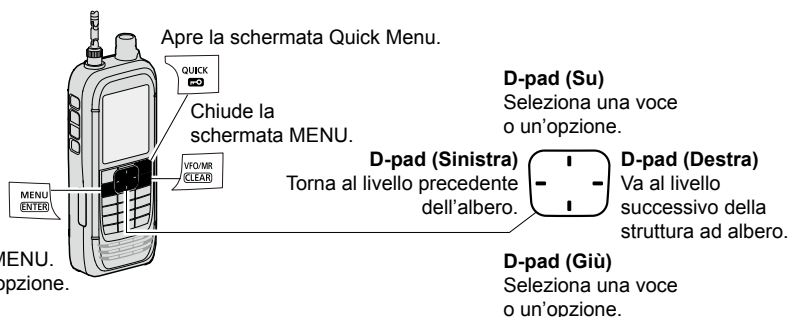 Apre la schermata Quick Menu.
QUICK
Chiude la
schermata MENU.
VFO/MR
CLEAR
MENU
ENTER
MENU.
opzione.
D-pad (Su)
Seleziona una voce
o un'opzione.
D-pad (Sinistra)
Torna al livello precedente
dell'albero.
D-pad (Destra)
Va al livello
successivo della
struttura ad albero.
D-pad (Giù)
Seleziona una voce
o un'opzione.